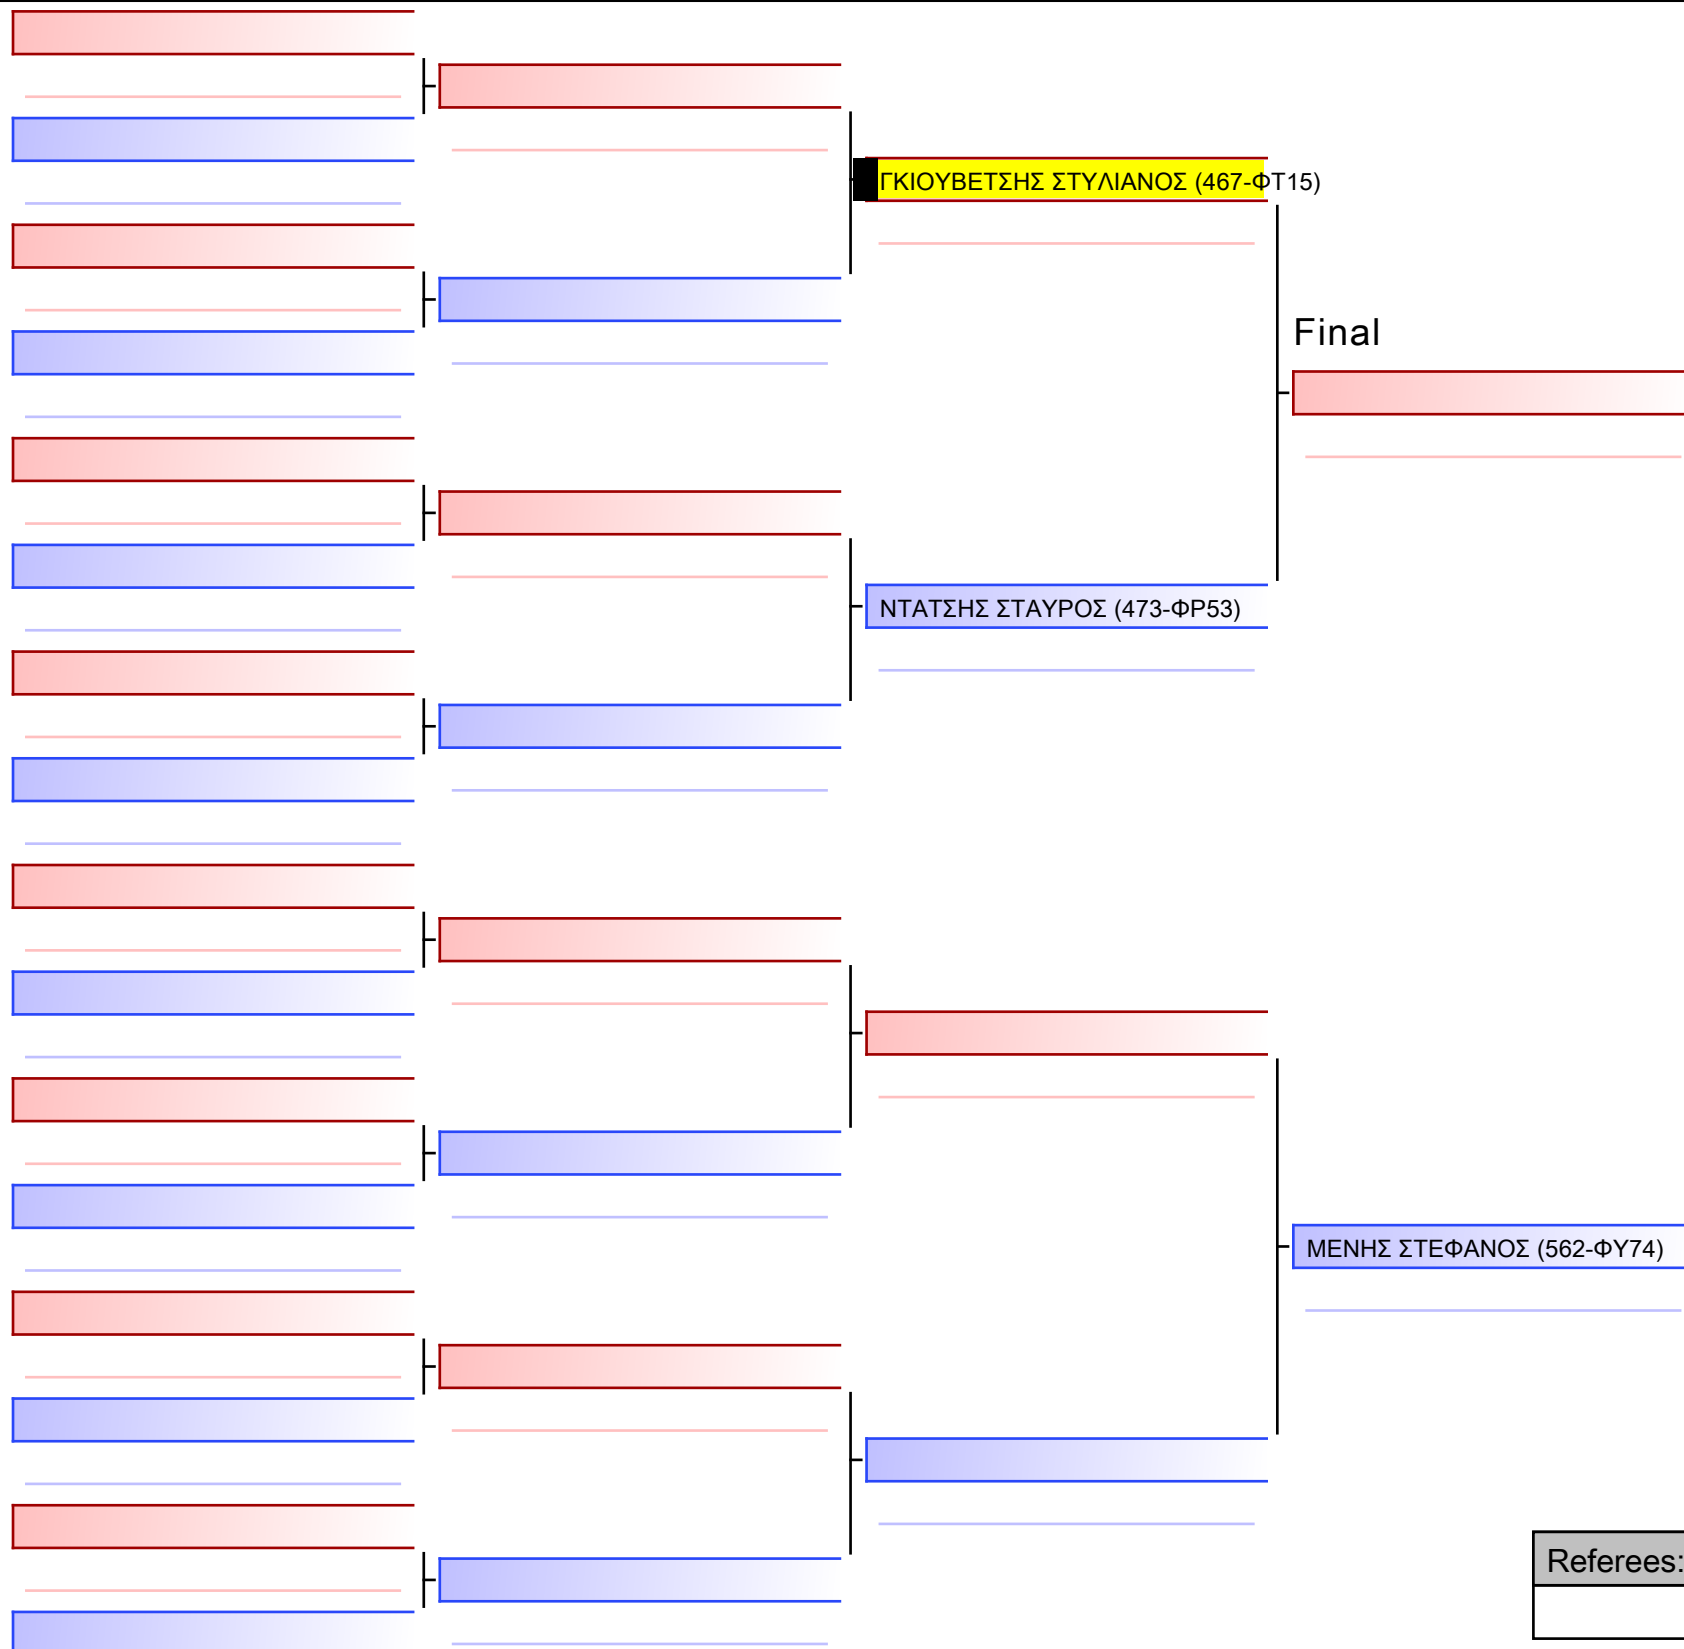 ΓΚΙΟΥΒΕΤΣΗΣ ΣΤΥΛΙΑΝΟΣ (467-ΦΤ15)
Final
ΝΤΑΤΣΗΣ ΣΤΑΥΡΟΣ (473-ΦΡ53)
ΜΕΝΗΣ ΣΤΕΦΑΝΟΣ (562-ΦΥ74)
Referees: